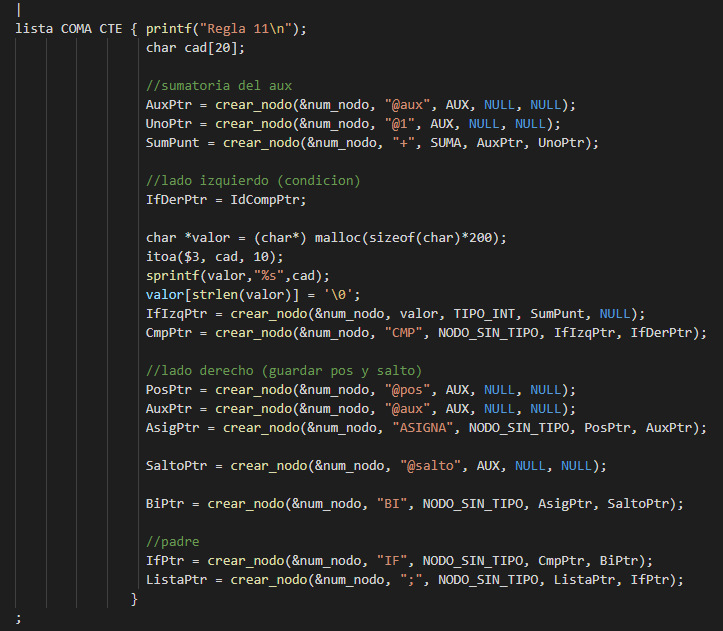 |
lista COMA CTE { printf("Regla 11\n");
char cad[20];
//sumatoria del aux
AuxPtr = crear_nodo(&num_nodo, "@aux", AUX, NULL, NULL);
UnoPtr = crear_nodo(&num_nodo, "@1", AUX, NULL, NULL);
SumPunt = crear_nodo(&num_nodo, "+", SUMA, AuxPtr, UnoPtr);
//lado izquierdo (condicion)
IfDerPtr = IdCompPtr;
char *valor = (char*) malloc(sizeof(char)*200);
itoa($3, cad, 10);
sprintf(valor,"%s",cad);
valor[strlen(valor)] = '\0';
IfIzqPtr = crear_nodo(&num_nodo, valor, TIPO_INT, SumPunt, NULL);
CmpPtr = crear_nodo(&num_nodo, "CMP", NODO_SIN_TIPO, IfIzqPtr, IfDerPtr);
//lado derecho (guardar pos y salto)
PosPtr = crear_nodo(&num_nodo, "@pos", AUX, NULL, NULL);
AuxPtr = crear_nodo(&num_nodo, "@aux", AUX, NULL, NULL);
AsigPtr = crear_nodo(&num_nodo, "ASIGNA", NODO_SIN_TIPO, PosPtr, AuxPtr);
SaltoPtr = crear_nodo(&num_nodo, "@salto", AUX, NULL, NULL);
BiPtr = crear_nodo(&num_nodo, "BI", NODO_SIN_TIPO, AsigPtr, SaltoPtr);
//padre
IfPtr = crear_nodo(&num_nodo, "IF", NODO_SIN_TIPO, CmpPtr, BiPtr);
ListaPtr = crear_nodo(&num_nodo, ";", NODO_SIN_TIPO, ListaPtr, IfPtr);
}
;